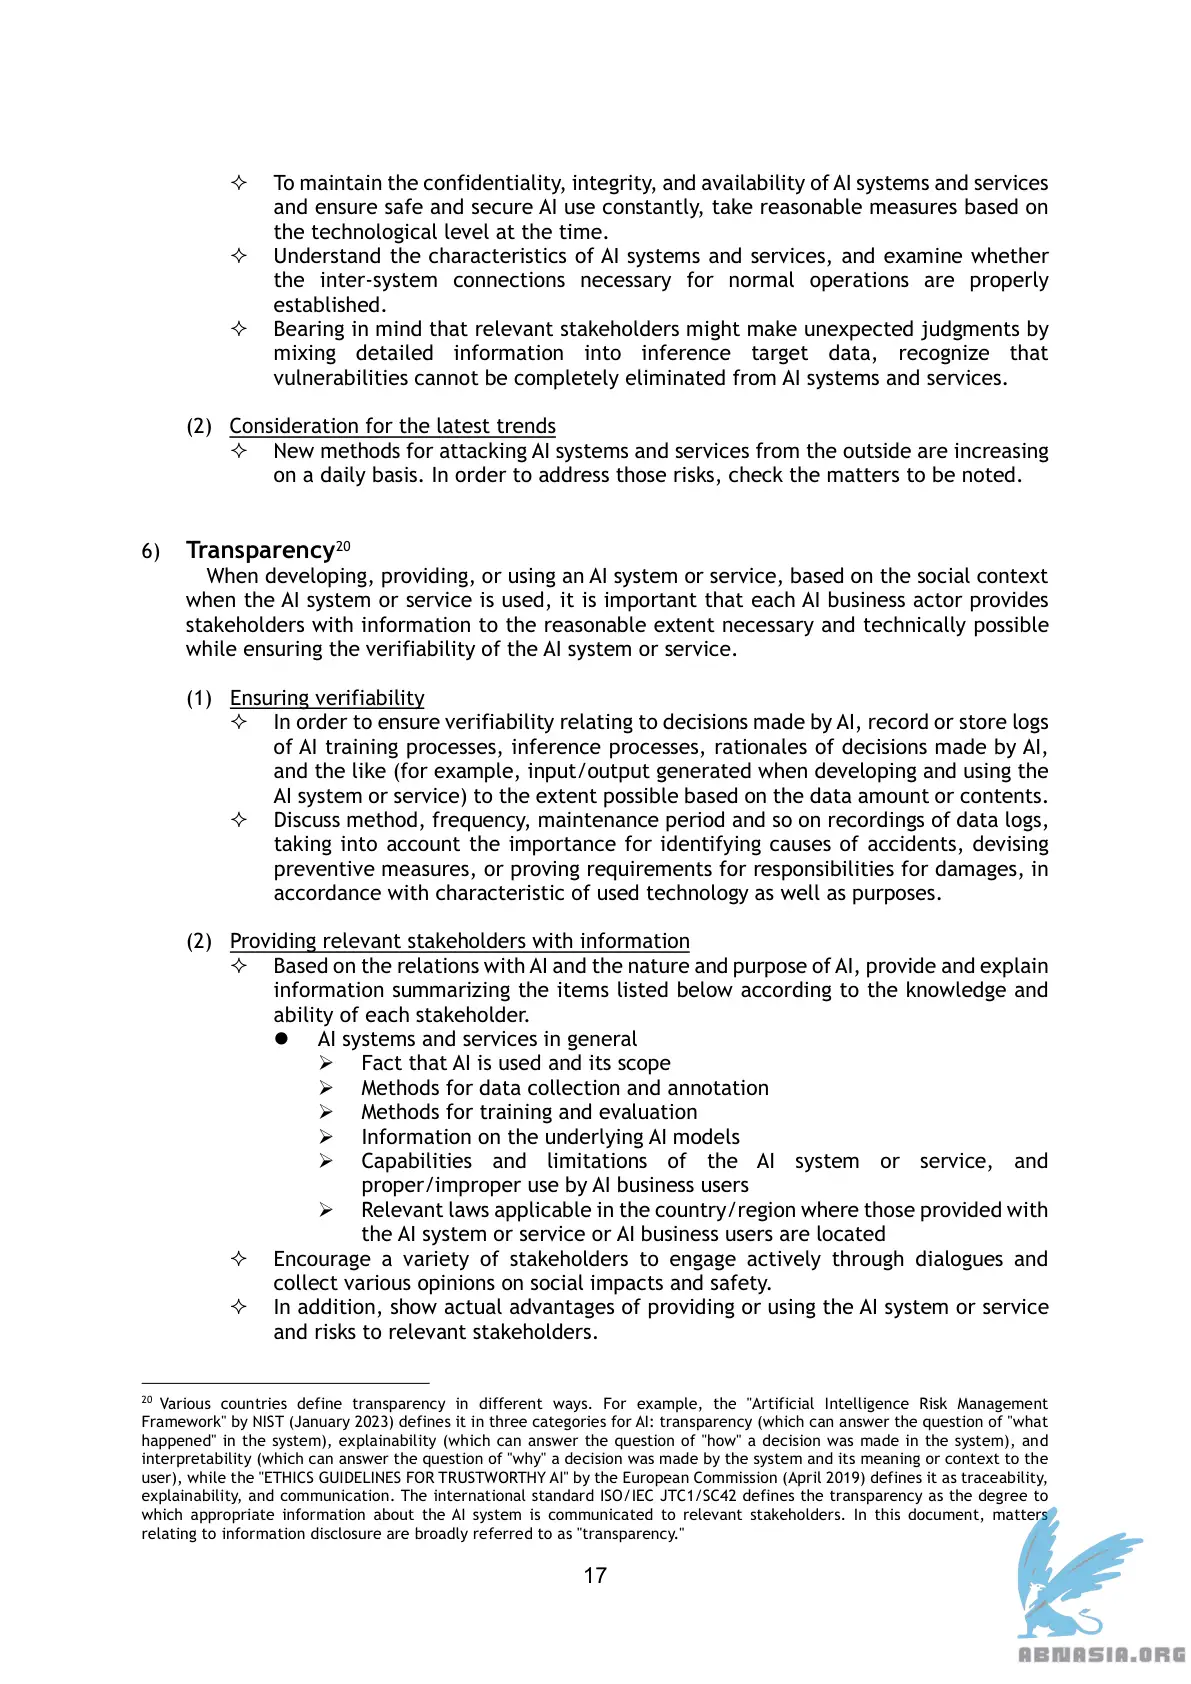 ✧ To maintain the confidentiality, integrity, and availability of AI systems and services
and ensure safe and secure AI use constantly, take reasonable measures based on
the technological level at the time.
✧ Understand the characteristics of AI systems and services, and examine whether
the inter-system connections necessary for normal operations are properly
established.
✧ Bearing in mind that relevant stakeholders might make unexpected judgments by
mixing detailed information into inference target data, recognize that
vulnerabilities cannot be completely eliminated from AI systems and services.
(2) Consideration for the latest trends
✧ New methods for attacking AI systems and services from the outside are increasing
on a daily basis. In order to address those risks, check the matters to be noted.
6) Transparency20
When developing, providing, or using an AI system or service, based on the social context
when the AI system or service is used, it is important that each AI business actor provides
stakeholders with information to the reasonable extent necessary and technically possible
while ensuring the verifiability of the AI system or service.
(1) Ensuring verifiability
✧ In order to ensure verifiability relating to decisions made by AI, record or store logs
of AI training processes, inference processes, rationales of decisions made by AI,
and the like (for example, input/output generated when developing and using the
AI system or service) to the extent possible based on the data amount or contents.
✧ Discuss method, frequency, maintenance period and so on recordings of data logs,
taking into account the importance for identifying causes of accidents, devising
preventive measures, or proving requirements for responsibilities for damages, in
accordance with characteristic of used technology as well as purposes.
(2) Providing relevant stakeholders with information
✧ Based on the relations with AI and the nature and purpose of AI, provide and explain
information summarizing the items listed below according to the knowledge and
ability of each stakeholder.
● AI systems and services in general
➢ Fact that AI is used and its scope
➢ Methods for data collection and annotation
➢ Methods for training and evaluation
➢ Information on the underlying AI models
➢ Capabilities and limitations of the AI system or service, and
proper/improper use by AI business users
➢ Relevant laws applicable in the country/region where those provided with
the AI system or service or AI business users are located
✧ Encourage a variety of stakeholders to engage actively through dialogues and
collect various opinions on social impacts and safety.
✧ In addition, show actual advantages of providing or using the AI system or service
and risks to relevant stakeholders.
20 Various countries define transparency in different ways. For example, the "Artificial Intelligence Risk Management
Framework" by NIST (January 2023) defines it in three categories for AI: transparency (which can answer the question of "what
happened" in the system), explainability (which can answer the question of "how" a decision was made in the system), and
interpretability (which can answer the question of "why" a decision was made by the system and its meaning or context to the
user), while the "ETHICS GUIDELINES FOR TRUSTWORTHY AI" by the European Commission (April 2019) defines it as traceability,
explainability, and communication. The international standard ISO/IEC JTC1/SC42 defines the transparency as the degree to
which appropriate information about the AI system is communicated to relevant stakeholders. In this document, matters
relating to information disclosure are broadly referred to as "transparency."
17
ABNASIA.ORG